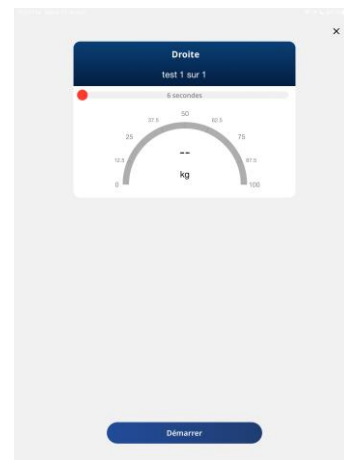 ×
Droite
test 1 sur 1
6 secondes
50
37.5
62.5
25
75
12.5
87.5
--
kg
0
100
Démarrer